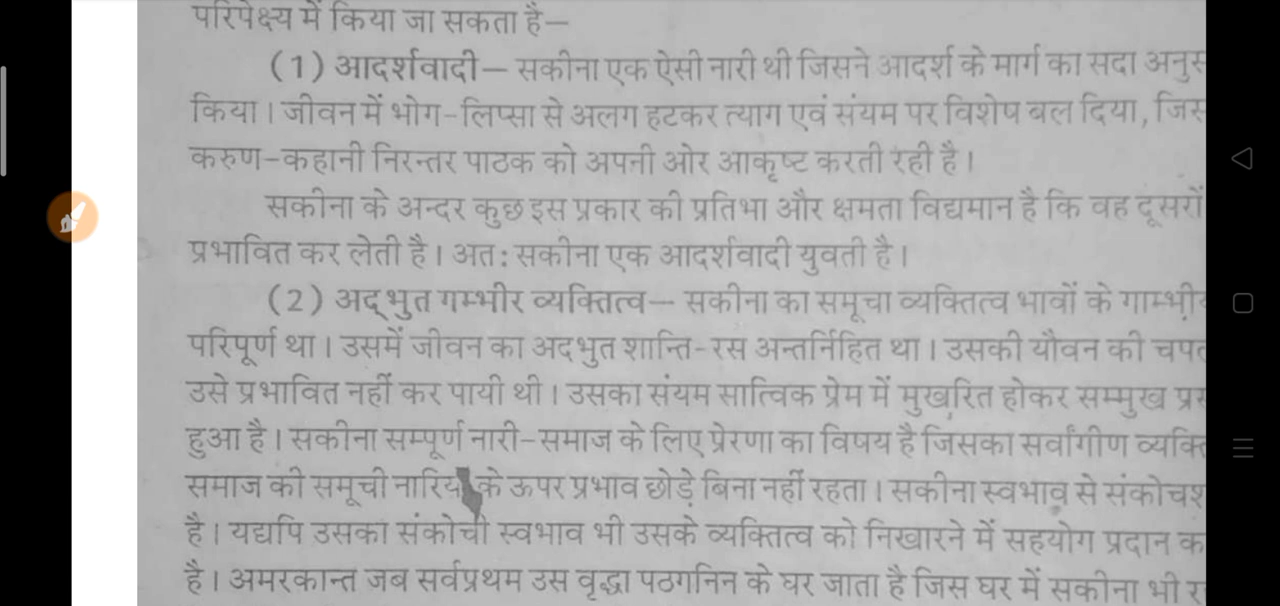 परिपेक्ष्य में किया जा सकता है—
(1) आदर्शवादी— सकीना एक ऐसी नारी थी जिसने आदर्श के मार्ग का सदा
किया। जीवन में भोग-लिप्सा से अलग हटकर त्याग एवं संयम पर विशेष बल दिया,
करुण-कहानी निरन्तर पाठक को अपनी ओर आकृष्ट करती रही है।
सकीना के अन्दर कुछ इस प्रकार की प्रतिभा और क्षमता विद्यमान है कि वह दूसरों
प्रभावित कर लेती है। अतः सकीना एक आदर्शवादी युवती है।
(2) अद्भुत गम्भीर व्यक्तित्व— सकीना का समूचा व्यक्तित्व भावों के
परिपूर्ण था। उसमें जीवन का अदभुत शान्ति-रस अन्तर्निहित था। उसकी यौवन की
उसे प्रभावित नहीं कर पायी थी। उसका संयम सात्विक प्रेम में मुखरित होकर सम्मुख
हुआ है। सकीना सम्पूर्ण नारी-समाज के लिए प्रेरणा का विषय है जिसका सर्वांगीण
समाज की समूची के ऊपर प्रभाव छोड़े बिना नहीं रहता। सकीना स्वभाव से
है। यद्यपि उसका संकोची स्वभाव भी उसके व्यक्तित्व को निखारने में सहयोग प्रदान
है। अमरकान्त जब सर्वप्रथम उस वृद्धा पठगनिन के घर जाता है जिस घर में सकीना भी